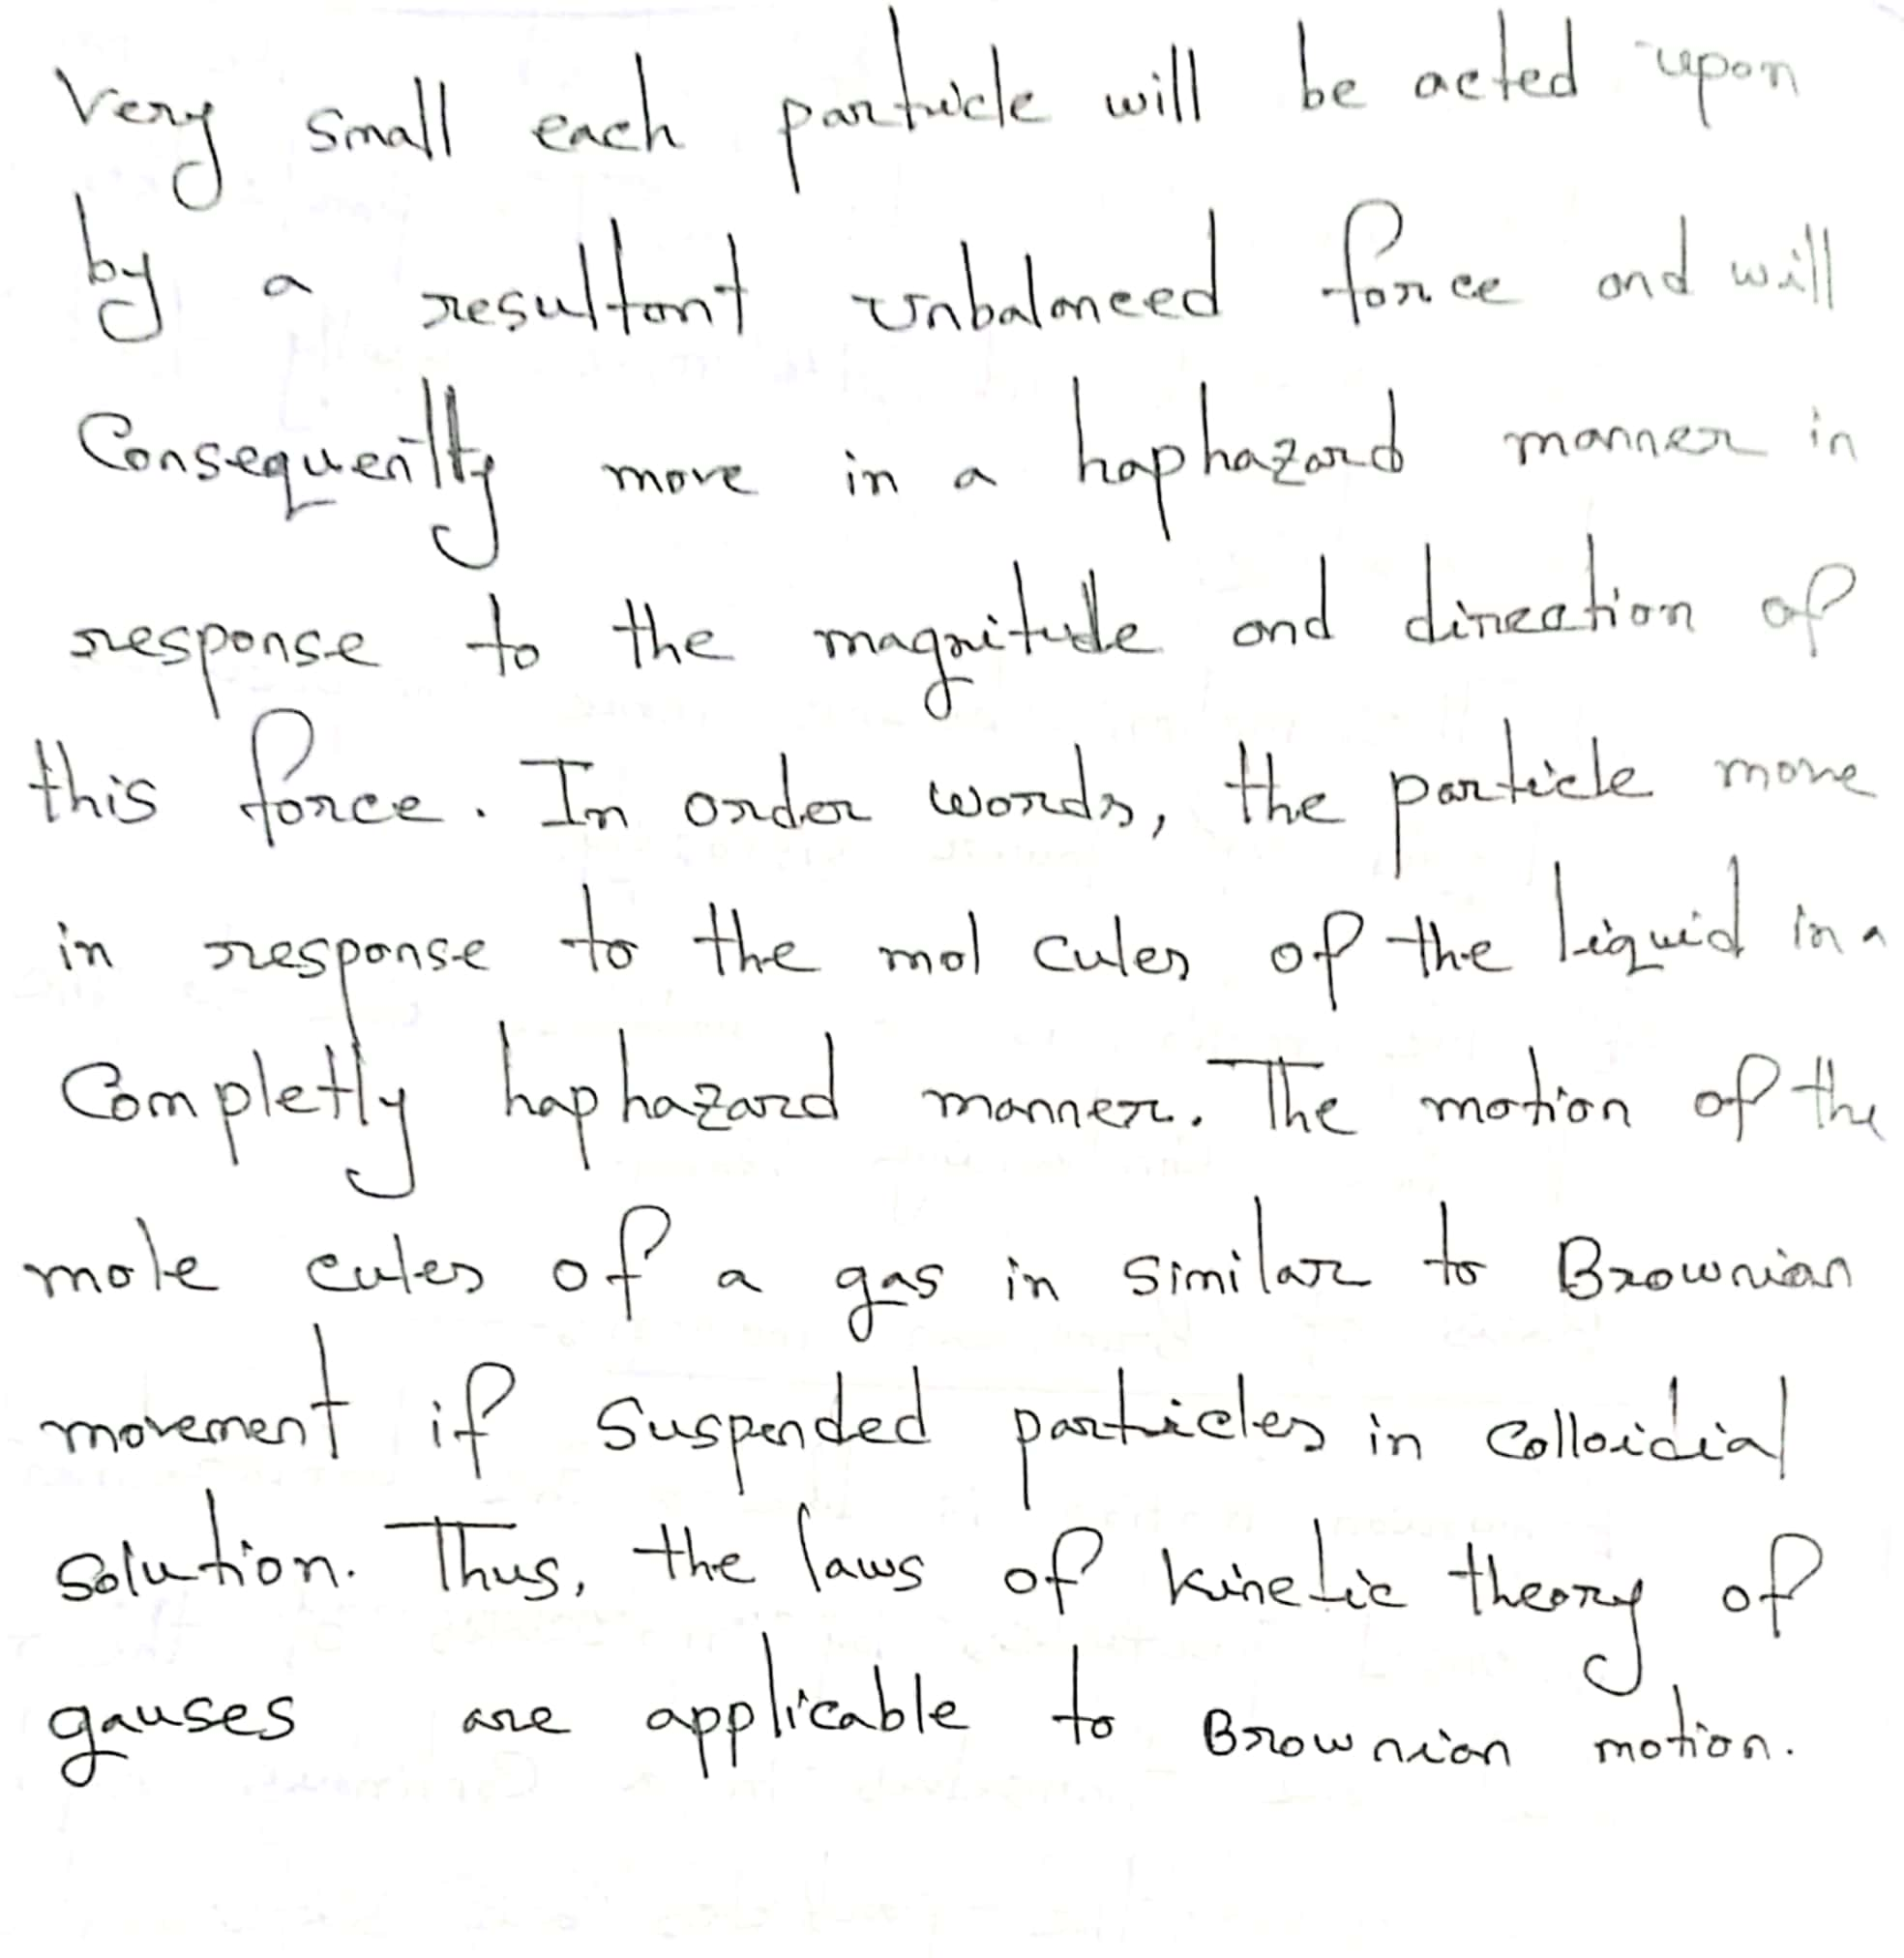 Very small each particle will be acted upon
by a resultant unbalanced force and will
Consequently move in a haphazard manner in
response to the magnitude and direction of
this force. In order words, the particle move
in response to the mol cules of the liquid in a
Completly haphazard manner. The motion of the
mole cules of a gas in similar to Brownian
movement if suspended particles in colloidial
solution. Thus, the laws of kinetic theory of
gauses are applicable to Brownian motion.